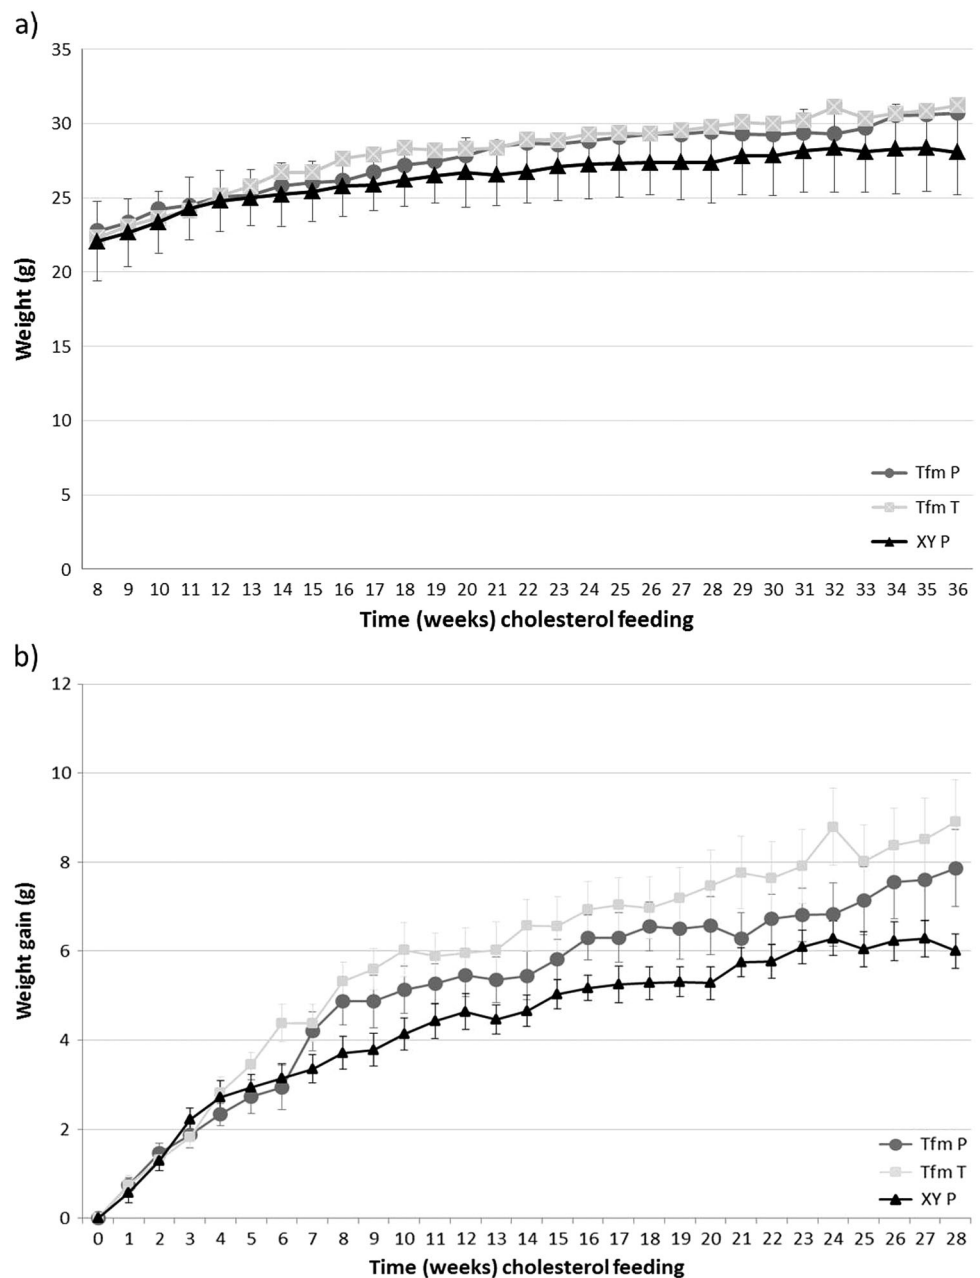 a)
35
30
25
20
15
10
5
0
Weight (g)
Tfm P
Tfm T
XY P
8 9 10 11 12 13 14 15 16 17 18 19 20 21 22 23 24 25 26 27 28 29 30 31 32 33 34 35 36
Time (weeks) cholesterol feeding
b)
12
10
8
6
4
2
0
Weight gain (g)
Tfm P
Tfm T
XY P
0 1 2 3 4 5 6 7 8 9 10 11 12 13 14 15 16 17 18 19 20 21 22 23 24 25 26 27 28
Time (weeks) cholesterol feeding